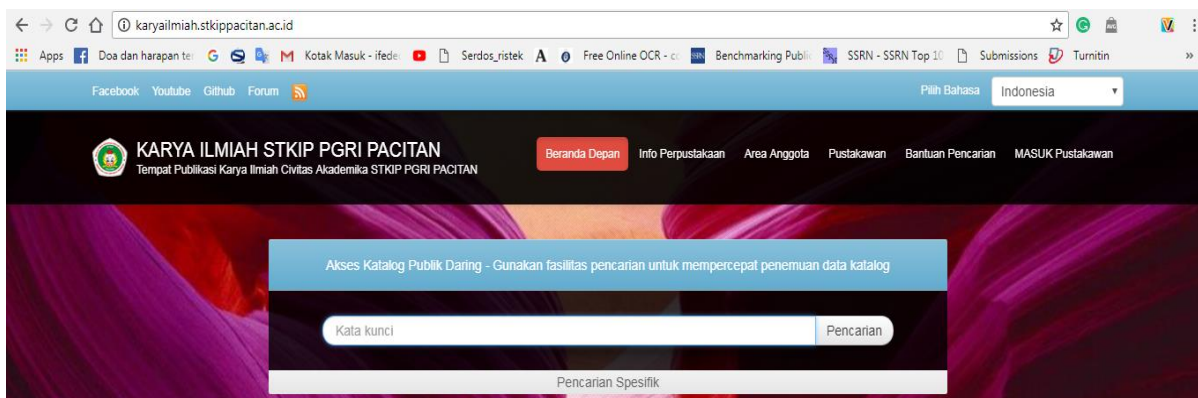 karyailmiah.stkippacitan.ac.id
Apps Doa dan harapan Kotak Masuk - Serdos_ristek Free Online OCR - Benchmarking SSRN - SSRN Top 10 Submissions Turnitin »
Facebook Youtube Github Forum Pilih Bahasa Indonesia
KARYA ILMIAH STKIP PGRI PACITAN
Tempat Publikasi Karya Ilmiah Civitas Akademika STKIP PGRI PACITAN
Beranda Depan Info Perpustakaan Area Anggota Pustakawan Bantuan Pencarian MASUK Pustakawan
Akses Katalog Publik Daring - Gunakan fasilitas pencarian untuk mempercepat penemuan data katalog
Kata kunci Pencarian
Pencarian Spesifik